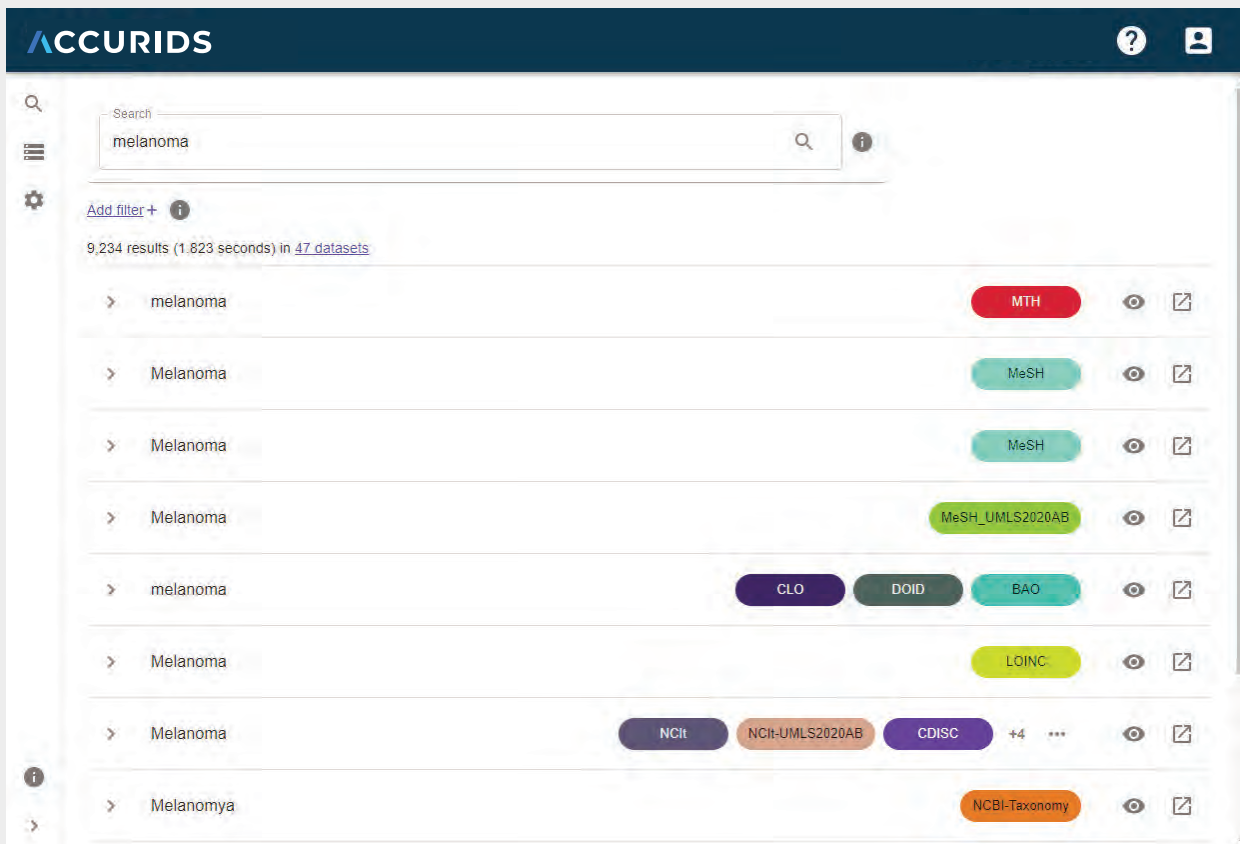 ACCURIDS
Search
melanoma
Add filter +
9,234 results (1.823 seconds) in 47 datasets
melanoma MTH
Melanoma MeSH
Melanoma MeSH
Melanoma MeSH_UMLS2020AB
melanoma CLO DOID BAO
Melanoma LOINC
Melanoma NCIt NCIt-UMLS2020AB CDISC +4 •••
Melanomya NCBI-Taxonomy